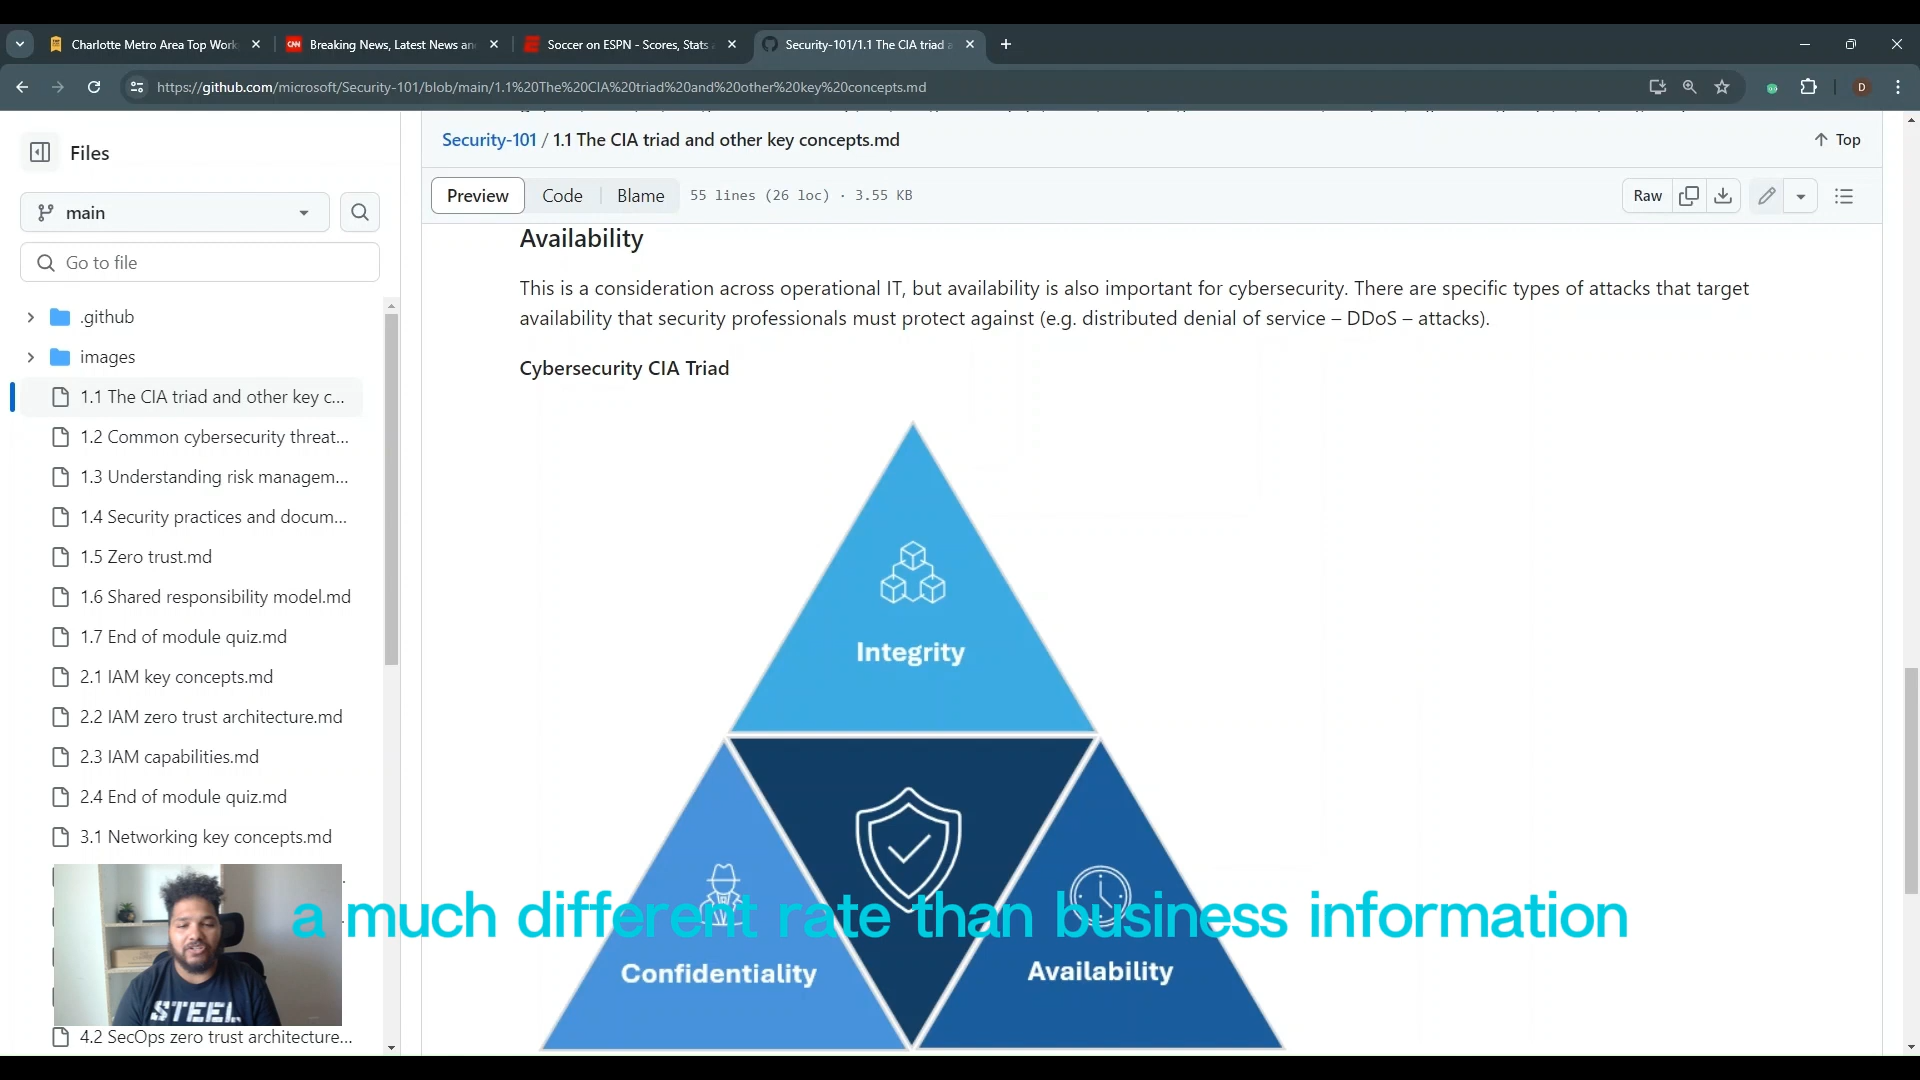 Charlotte Metro Area Top Work
Breaking News, Latest News an
Soccer on ESPN - Scores, Stats
Security-101/1.1 The CIA triad a
https://github.com/microsoft/Security-101/blob/main/1.1%20The%20CIA%20triad%20and%20other%20key%20concepts.md
D
Files
main
Go to file
.github
images
1.1 The CIA triad and other key c...
1.2 Common cybersecurity threat...
1.3 Understanding risk managem...
1.4 Security practices and docum...
1.5 Zero trust.md
1.6 Shared responsibility model.md
1.7 End of module quiz.md
2.1 IAM key concepts.md
2.2 IAM zero trust architecture.md
2.3 IAM capabilities.md
2.4 End of module quiz.md
3.1 Networking key concepts.md
4.2 SecOps zero trust architecture...
Security-101 / 1.1 The CIA triad and other key concepts.md
Top
Preview Code Blame 55 lines (26 loc) · 3.55 KB
Raw
Availability
This is a consideration across operational IT, but availability is also important for cybersecurity. There are specific types of attacks that target
availability that security professionals must protect against (e.g. distributed denial of service – DDoS – attacks).
Cybersecurity CIA Triad
Integrity
a much different rate than business information
Confidentiality
Availability
STEEL